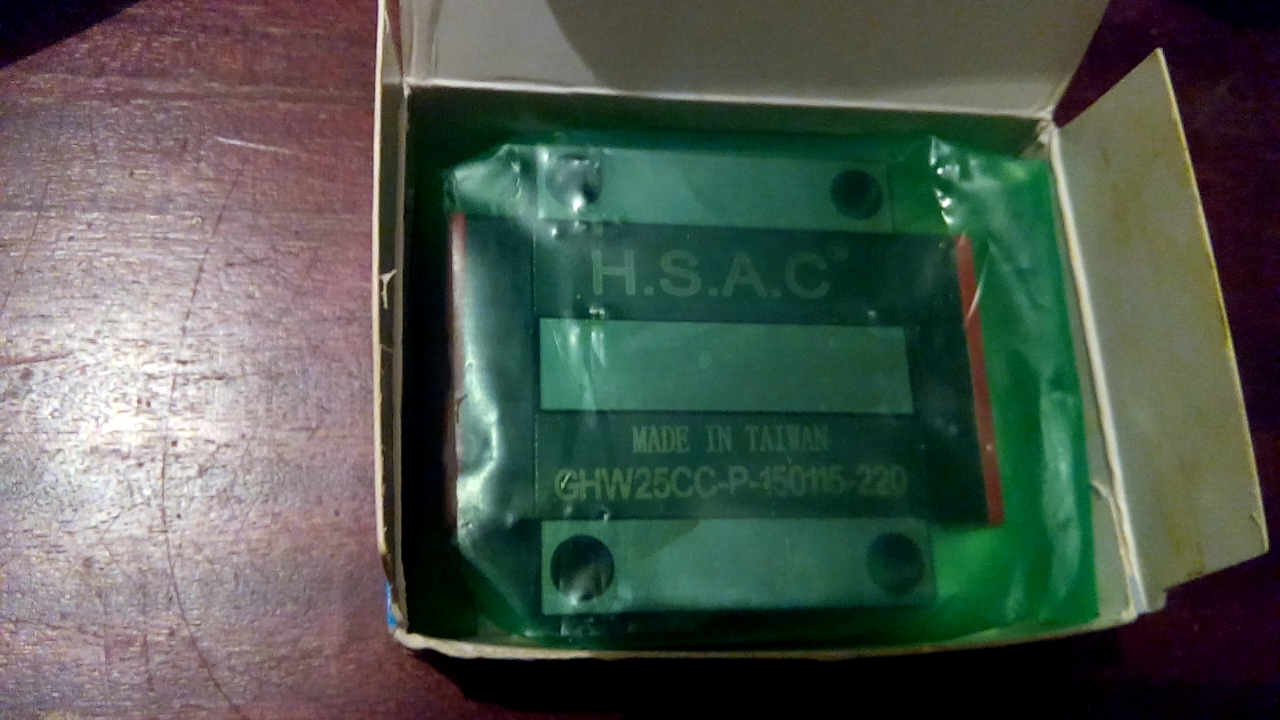 H.S.A.C®
MADE IN TAIWAN
GHW25CC-P-150115-220